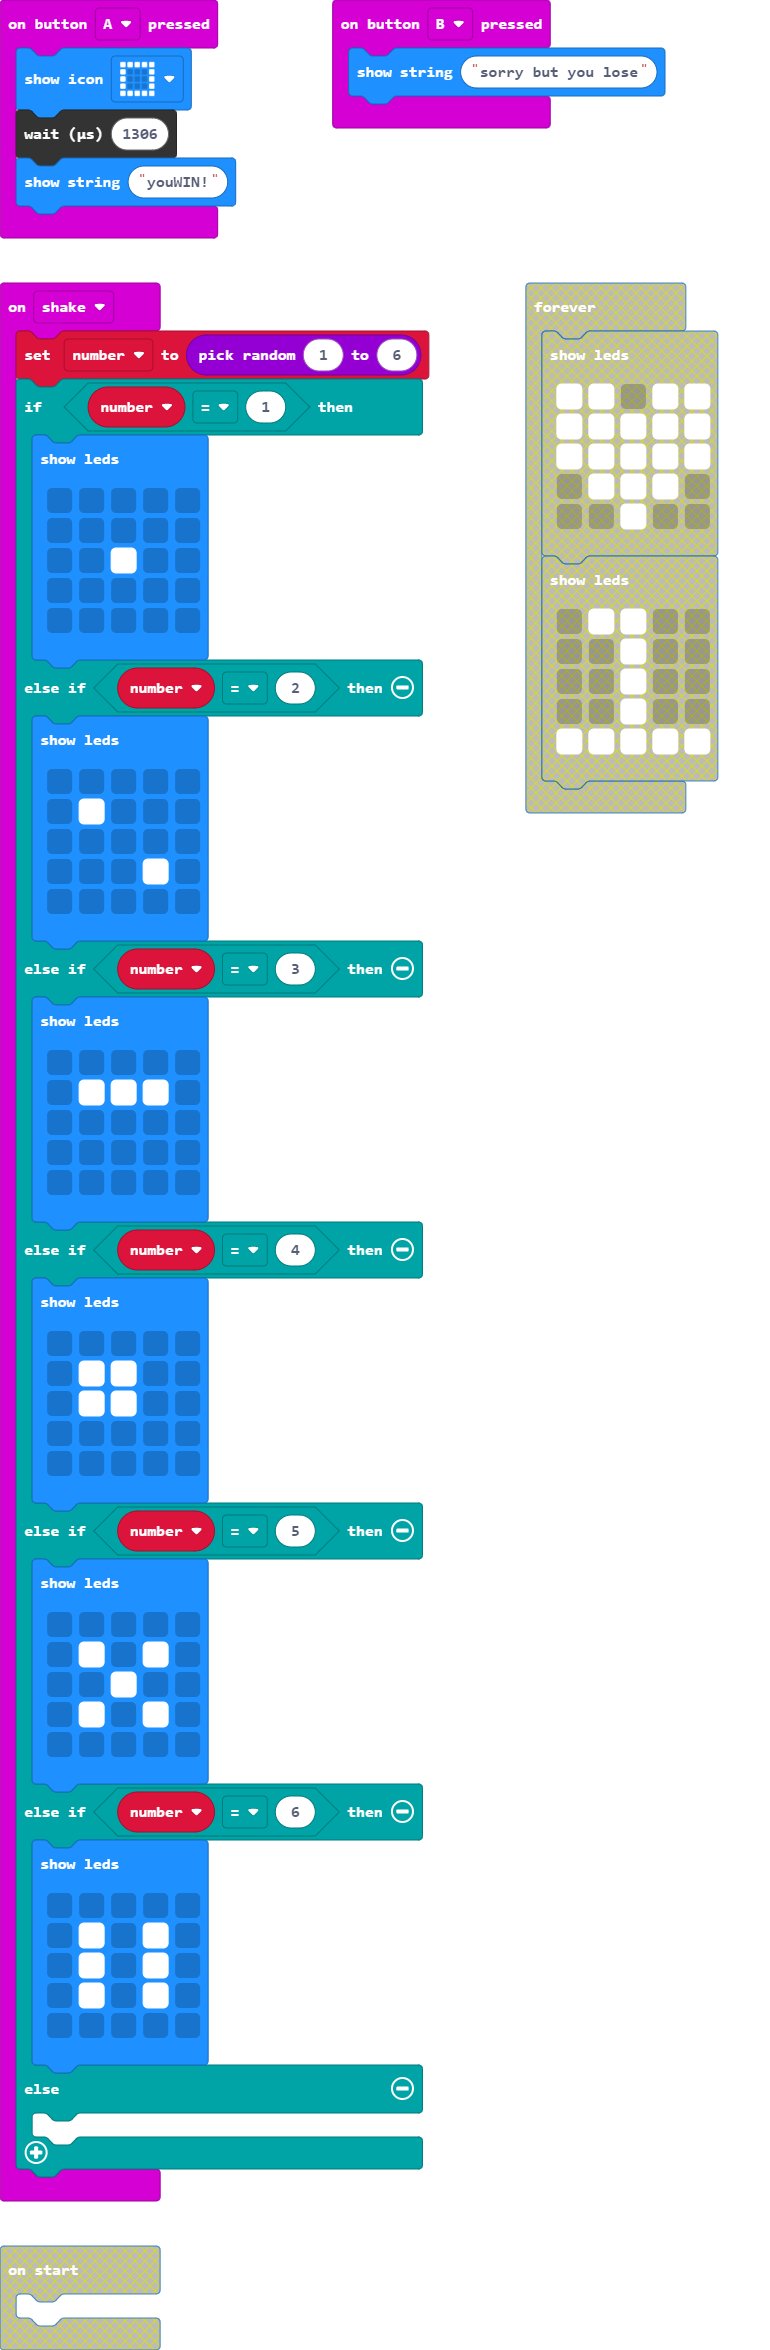 on button A pressed
show icon
wait (µs) 1306
show string "youWIN!"
on button B pressed
show string "sorry but you lose"
on shake
set number to pick random 1 to 6
if number = 1 then
show leds
else if number = 2 then
show leds
else if number = 3 then
show leds
else if number = 4 then
show leds
else if number = 5 then
show leds
else if number = 6 then
show leds
else
forever
show leds
show leds
on start